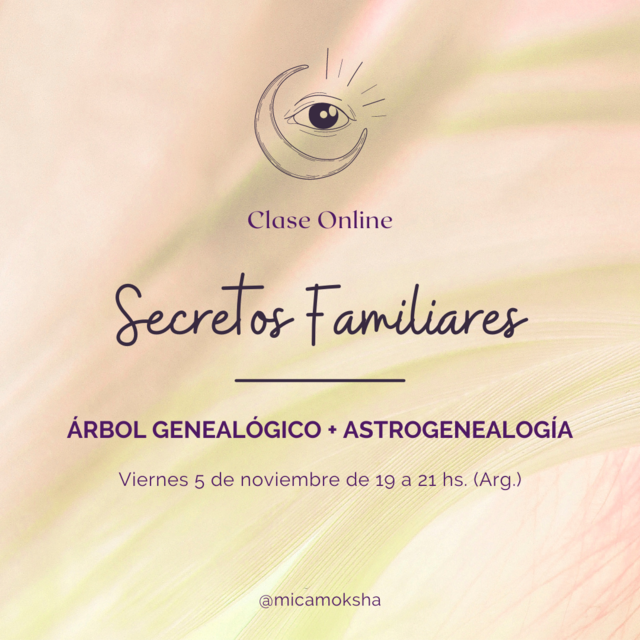 Clase Online
Secretos Familiares
ÁRBOL GENEALÓGICO + ASTROGENEALOGÍA
Viernes 5 de noviembre de 19 a 21 hs. (Arg.)
@micamoksha